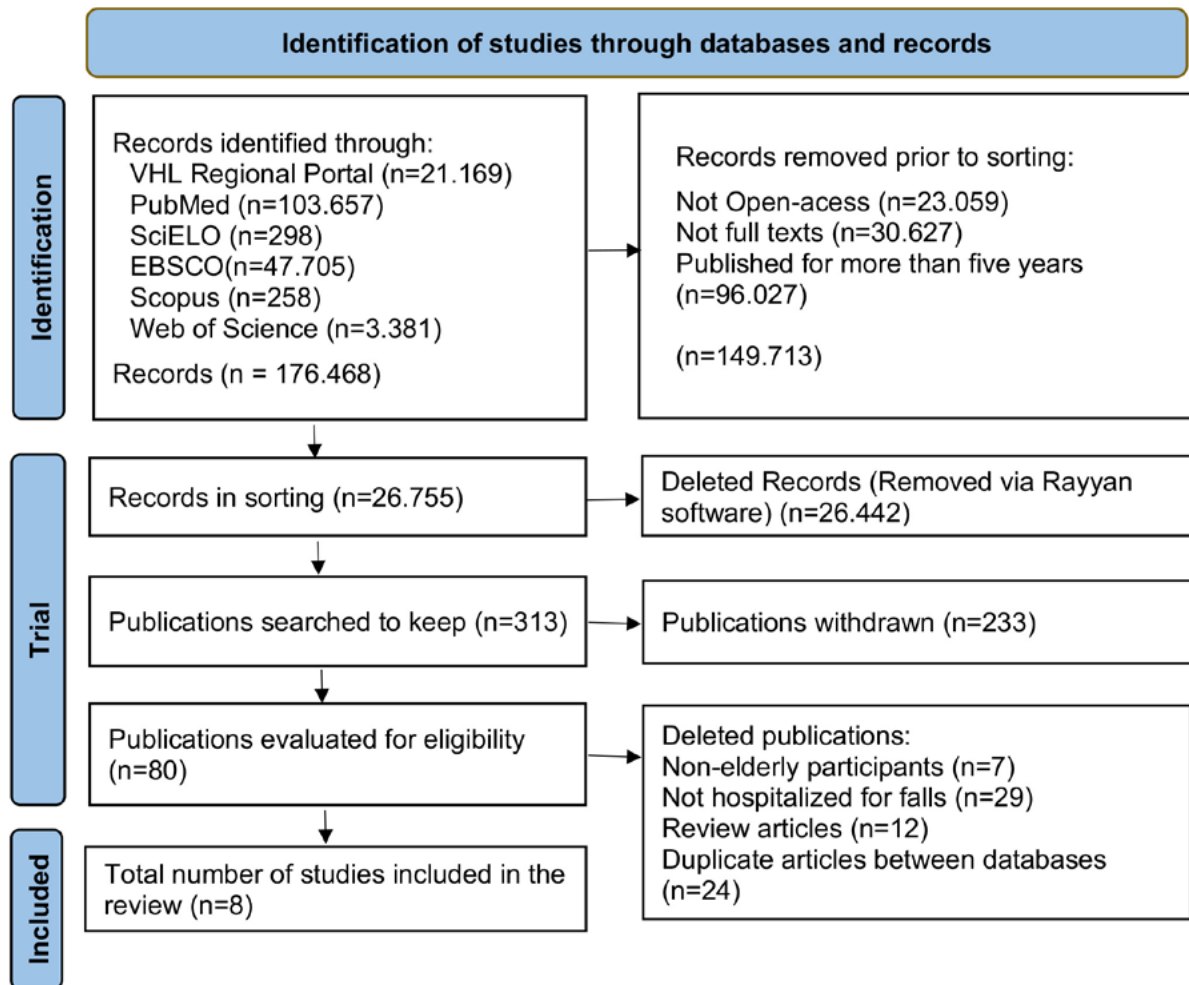 Identification of studies through databases and records
Identification
Records identified through:
VHL Regional Portal (n=21.169)
PubMed (n=103.657)
SciELO (n=298)
EBSCO(n=47.705)
Scopus (n=258)
Web of Science (n=3.381)
Records (n = 176.468)
Records removed prior to sorting:
Not Open-acess (n=23.059)
Not full texts (n=30.627)
Published for more than five years
(n=96.027)
(n=149.713)
Trial
Records in sorting (n=26.755)
Deleted Records (Removed via Rayyan
software) (n=26.442)
Publications searched to keep (n=313)
Publications withdrawn (n=233)
Publications evaluated for eligibility
(n=80)
Deleted publications:
Non-elderly participants (n=7)
Not hospitalized for falls (n=29)
Review articles (n=12)
Duplicate articles between databases
(n=24)
Included
Total number of studies included in the
review (n=8)